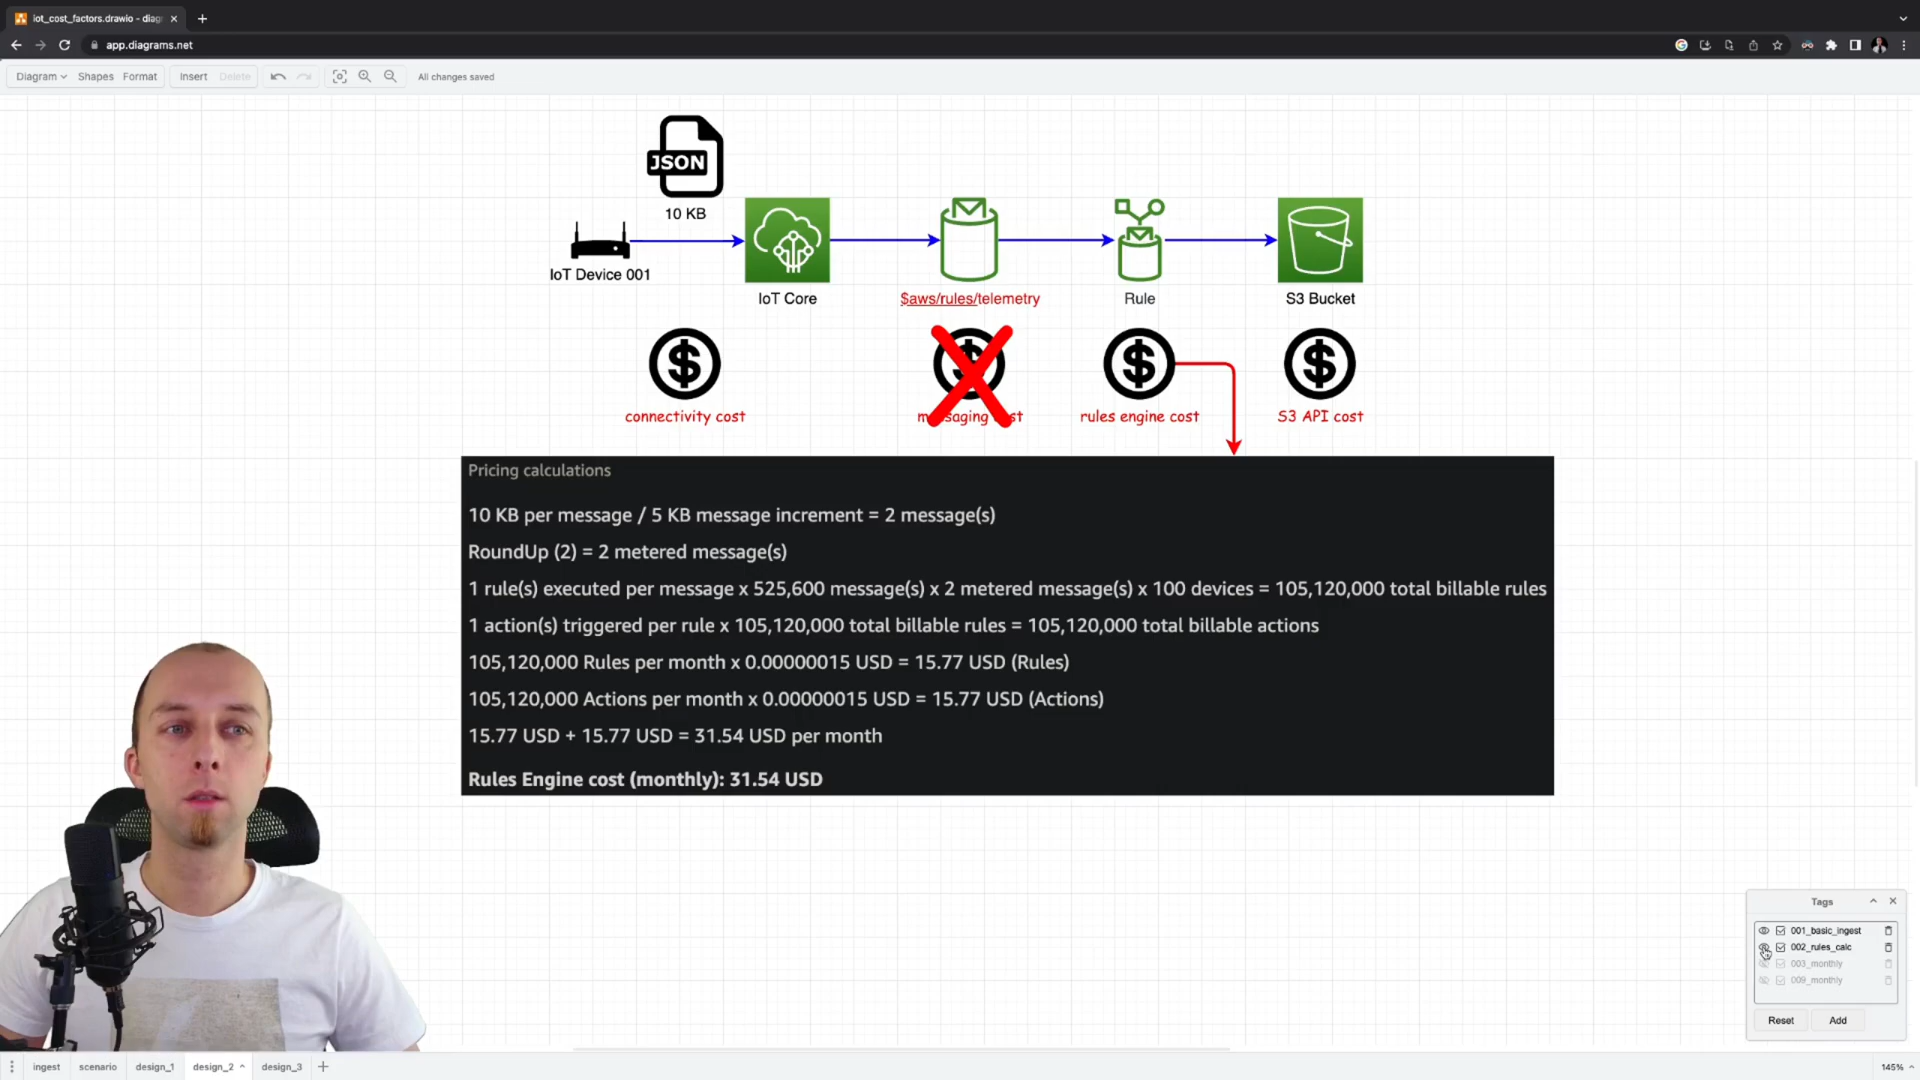 iot_cost_factors.drawio - diag
app.diagrams.net
Diagram Shapes Format Insert Delete All changes saved
JSON
10 KB
IoT Device 001
IoT Core
$aws/rules/telemetry
Rule
S3 Bucket
connectivity cost
rules engine cost
S3 API cost
Pricing calculations
10 KB per message / 5 KB message increment = 2 message(s)
RoundUp (2) = 2 metered message(s)
1 rule(s) executed per message x 525,600 message(s) x 2 metered message(s) x 100 devices = 105,120,000 total billable rules
1 action(s) triggered per rule x 105,120,000 total billable rules = 105,120,000 total billable actions
105,120,000 Rules per month x 0.00000015 USD = 15.77 USD (Rules)
105,120,000 Actions per month x 0.00000015 USD = 15.77 USD (Actions)
15.77 USD + 15.77 USD = 31.54 USD per month
Rules Engine cost (monthly): 31.54 USD
Tags
001_basic_ingest
002_rules_calc
003_monthly
009_monthly
Reset Add
ingest scenario design_1 design_2 design_3
145%